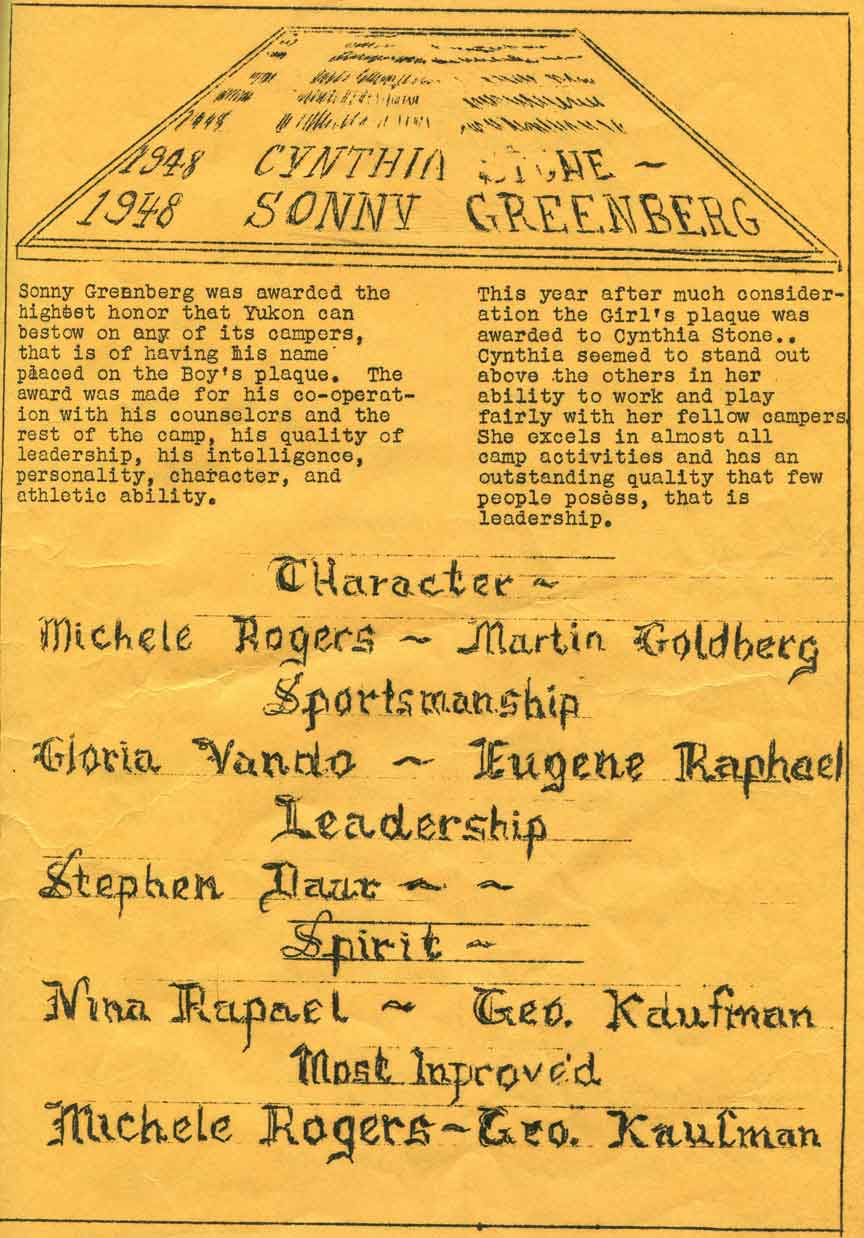 1948
1948 CYNTHIA STONE ~
1948 SONNY GREENBERG
Sonny Greenberg was awarded the
highest honor that Yukon can
bestow on any of its campers,
that is of having his name
placed on the Boy's plaque. The
award was made for his co-operat-
ion with his counselors and the
rest of the camp, his quality of
leadership, his intelligence,
personality, character, and
athletic ability.
This year after much consider-
ation the Girl's plaque was
awarded to Cynthia Stone..
Cynthia seemed to stand out
above the others in her
ability to work and play
fairly with her fellow campers.
She excels in almost all
camp activities and has an
outstanding quality that few
people posess, that is
leadership.
CHaracter ~
Michele Rogers ~ Martin Goldberg
Sportsmanship
Gloria Vando ~ Eugene Raphael
Leadership
Stephen Daur ~ ~
Spirit ~
Nina Rapael ~ Geo. Kaufman
Most Inproved
Michele Rogers ~ Geo. Kaufman